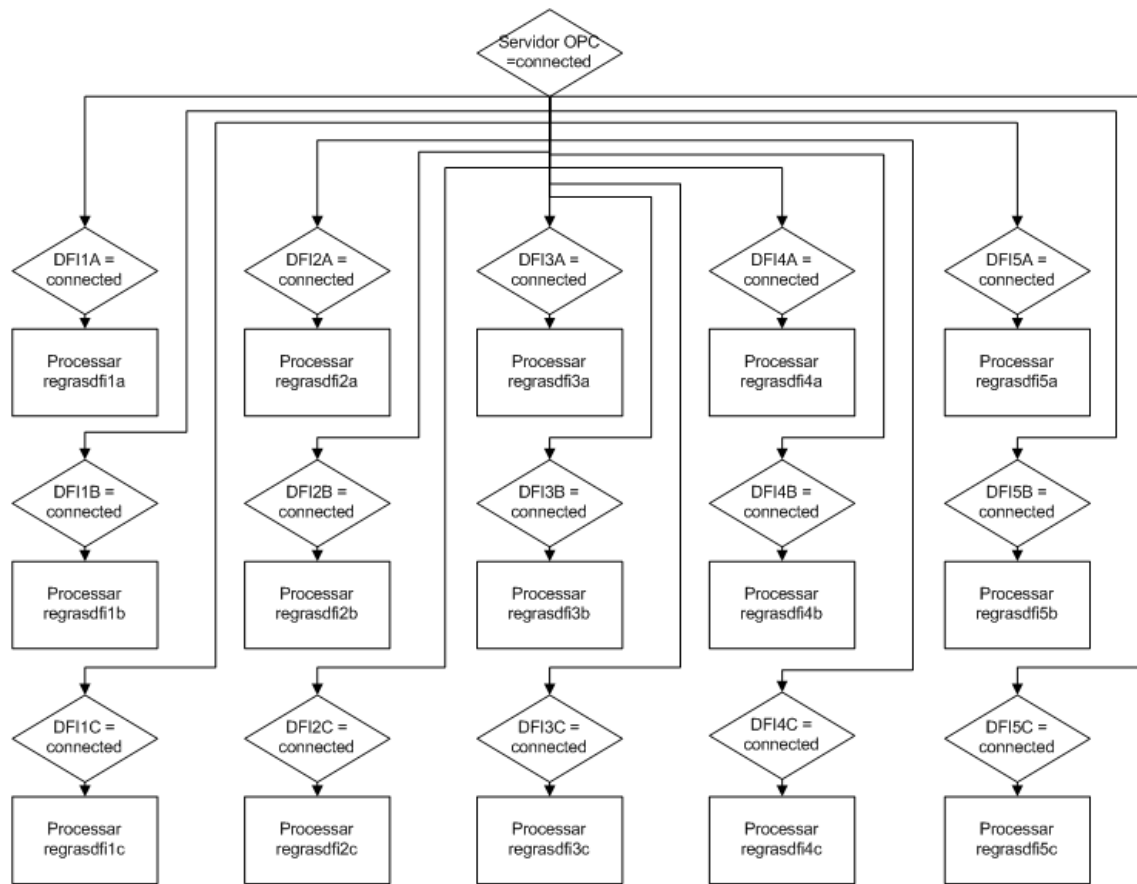 Servidor OPC
=connected
DFI1A =
connected
DFI2A =
connected
DFI3A =
connected
DFI4A =
connected
DFI5A =
connected
Processar
regrasdfi1a
Processar
regrasdfi2a
Processar
regrasdfi3a
Processar
regrasdfi4a
Processar
regrasdfi5a
DFI1B =
connected
DFI2B =
connected
DFI3B =
connected
DFI4B =
connected
DFI5B =
connected
Processar
regrasdfi1b
Processar
regrasdfi2b
Processar
regrasdfi3b
Processar
regrasdfi4b
Processar
regrasdfi5b
DFI1C =
connected
DFI2C =
connected
DFI3C =
connected
DFI4C =
connected
DFI5C =
connected
Processar
regrasdfi1c
Processar
regrasdfi2c
Processar
regrasdfi3c
Processar
regrasdfi4c
Processar
regrasdfi5c